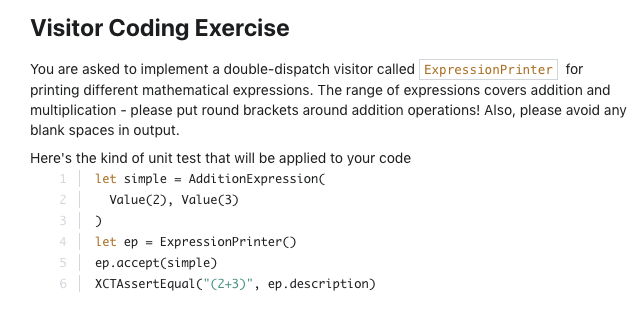 Visitor Coding Exercise
You are asked to implement a double-dispatch visitor called ExpressionPrinter for
printing different mathematical expressions. The range of expressions covers addition and
multiplication - please put round brackets around addition operations! Also, please avoid any
blank spaces in output.
Here's the kind of unit test that will be applied to your code
1 let simple = AdditionExpression(
2 Value(2), Value(3)
3 )
4 let ep = ExpressionPrinter()
5 ep.accept(simple)
6 XCTAssertEqual("(2+3)", ep.description)